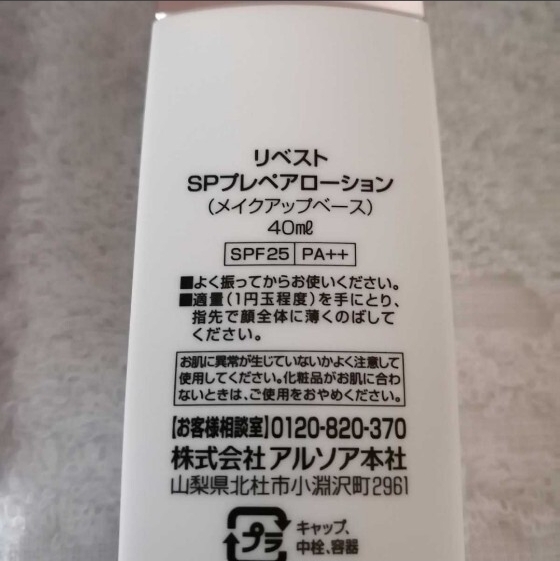 リベスト
SPプレペアローション
(メイクアップベース)
40mℓ
SPF25 PA++
■よく振ってからお使いください。
■適量(1円玉程度)を手にとり、
指先で顔全体に薄くのばして
ください。
お肌に異常が生じていないかよく注意して
使用してください。化粧品がお肌に合わ
ないときは、ご使用をおやめください。
【お客様相談室】0120-820-370
株式会社アルソア本社
山梨県北杜市小淵沢町2961
プラ キャップ、
中栓、容器